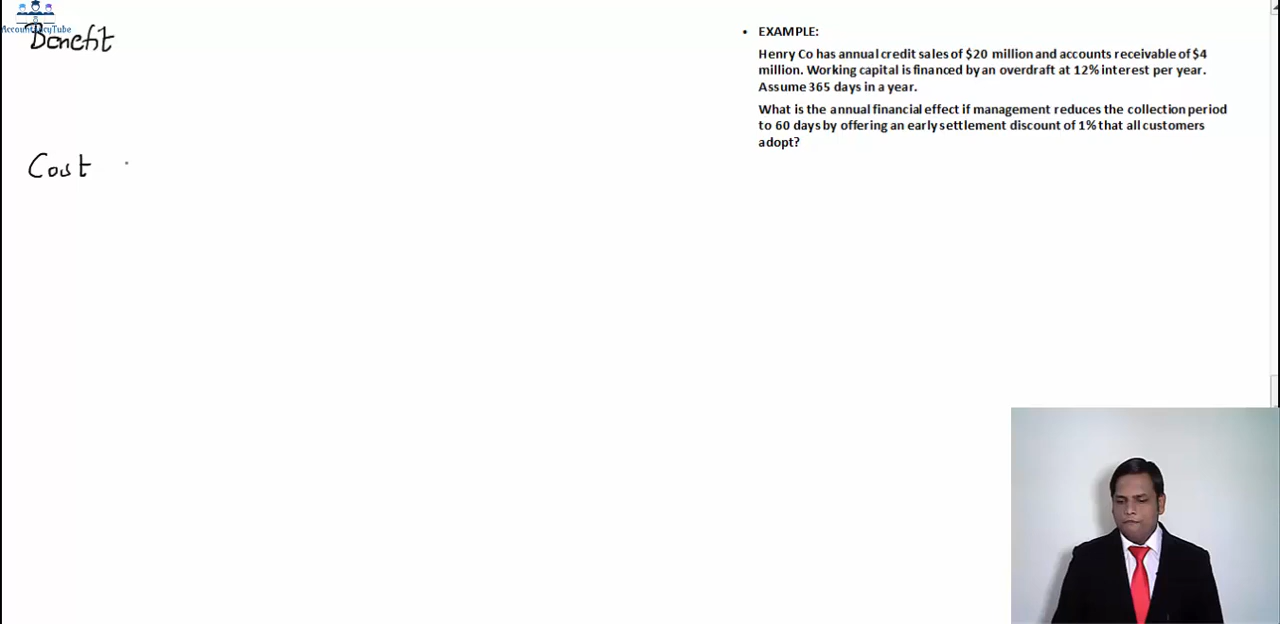 AccountancyTube
Benefit
Cost
• EXAMPLE:
Henry Co has annual credit sales of $20 million and accounts receivable of $4
million. Working capital is financed by an overdraft at 12% interest per year.
Assume 365 days in a year.
What is the annual financial effect if management reduces the collection period
to 60 days by offering an early settlement discount of 1% that all customers
adopt?